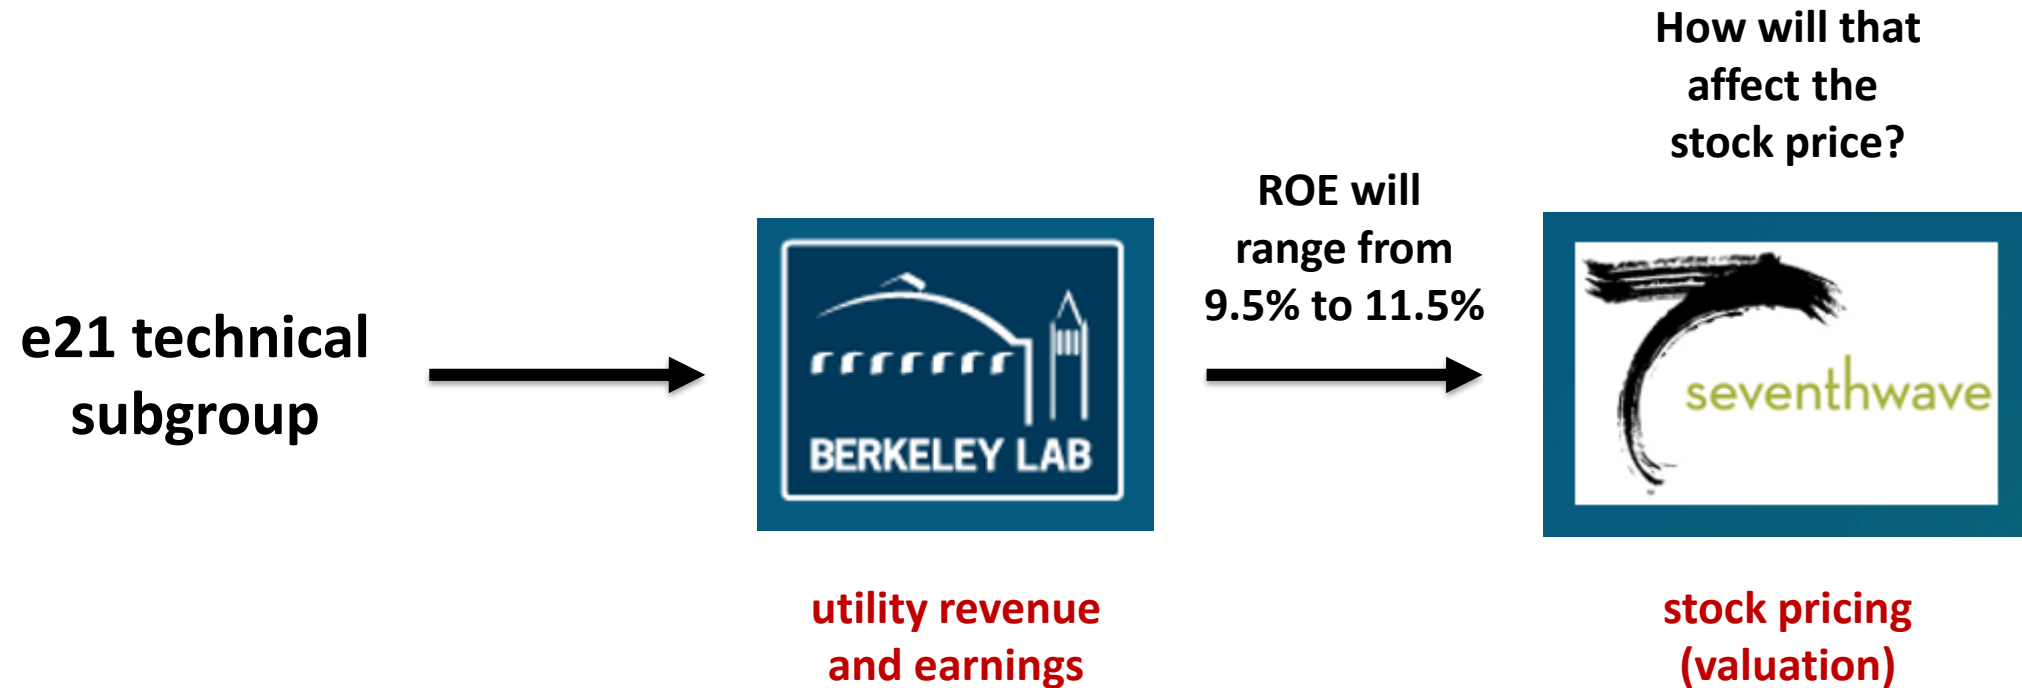 e21 technical
subgroup
BERKELEY LAB
utility revenue
and earnings
ROE will
range from
9.5% to 11.5%
How will that
affect the
stock price?
seventhwave
stock pricing
(valuation)